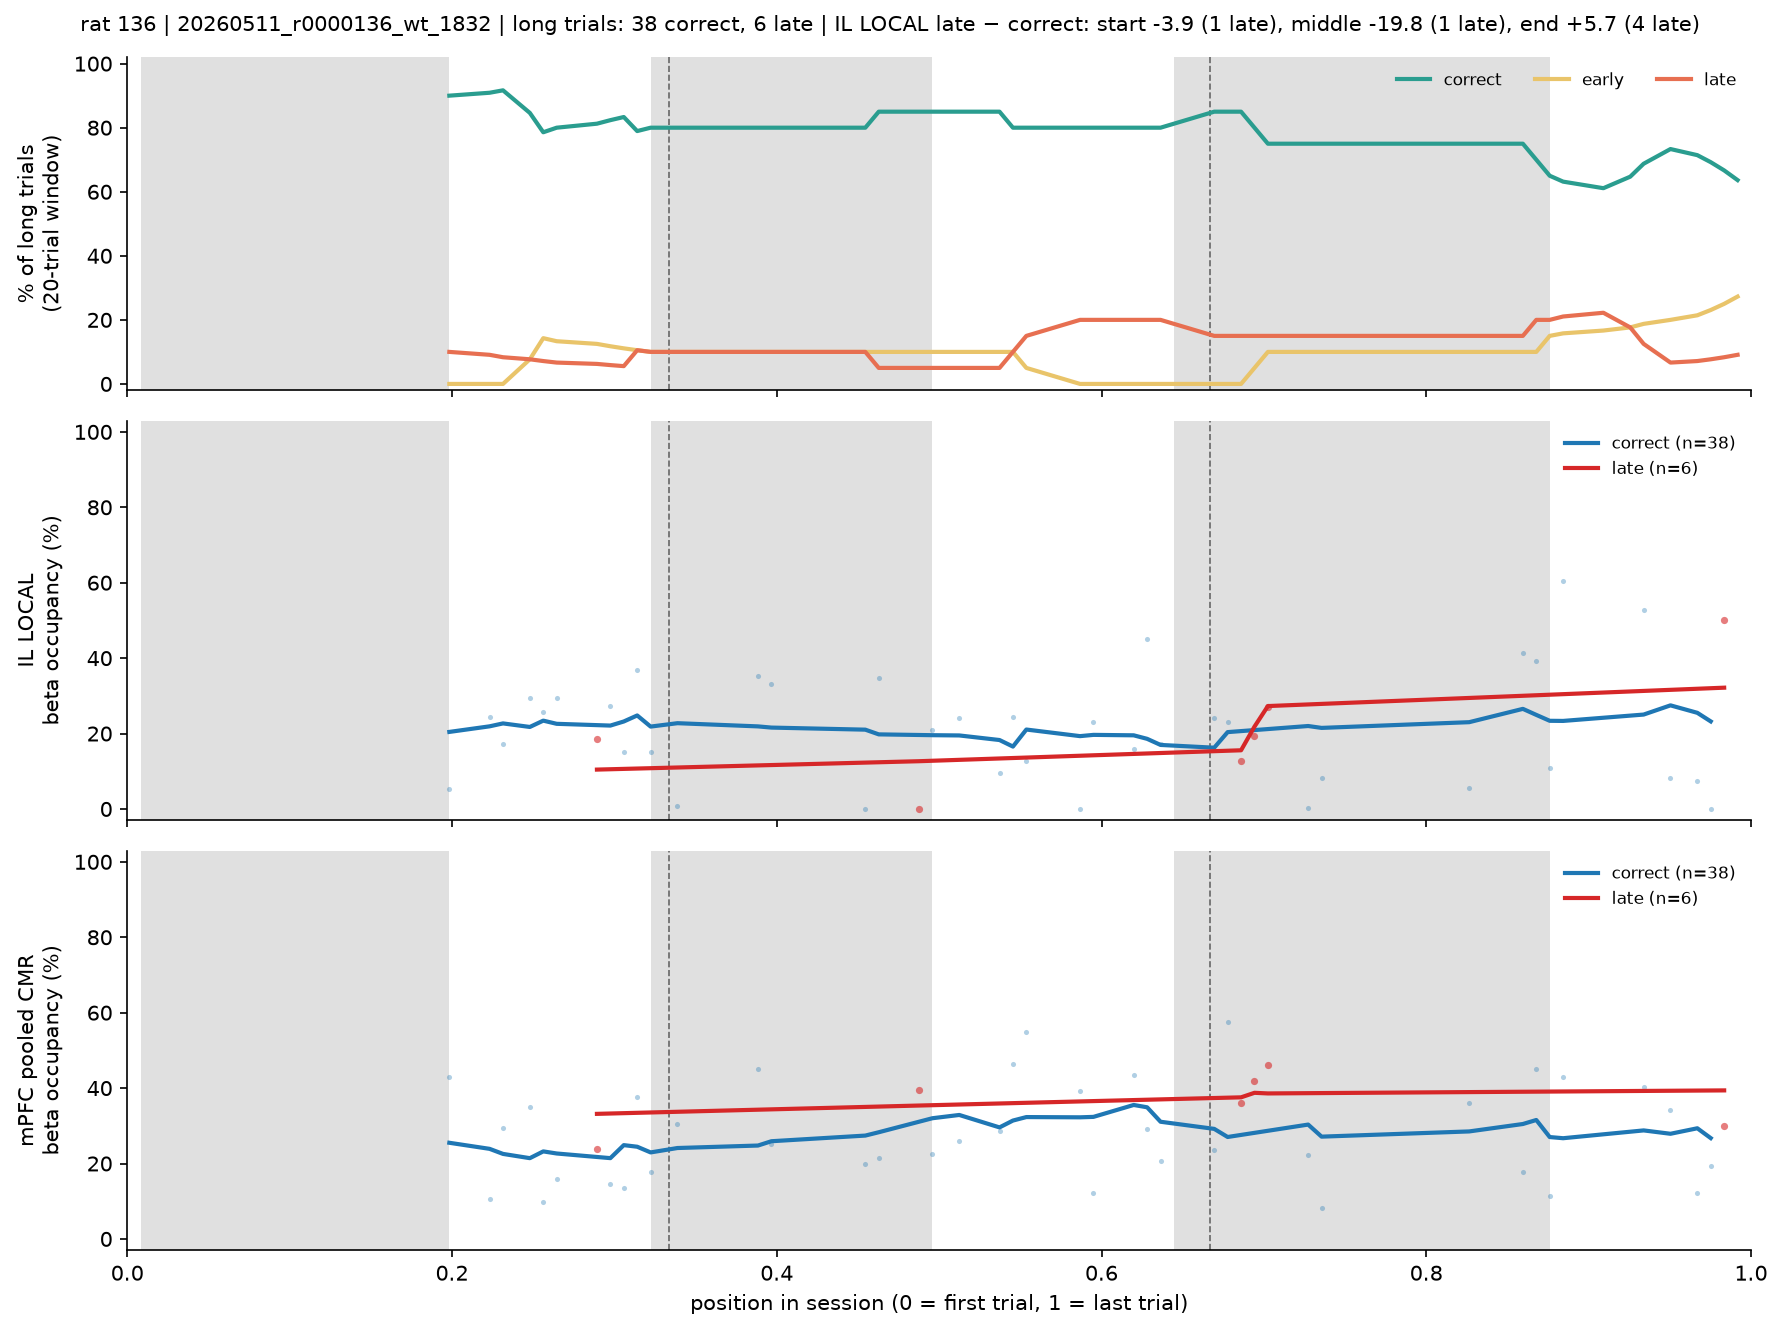 rat 136 | 20260511_r0000136_wt_1832 | long trials: 38 correct, 6 late | IL LOCAL late − correct: start -3.9 (1 late), middle -19.8 (1 late), end +5.7 (4 late)
% of long trials
(20-trial window)
100
80
60
40
20
0
correct
early
late
IL LOCAL
beta occupancy (%)
100
80
60
40
20
0
correct (n=38)
late (n=6)
mPFC pooled CMR
beta occupancy (%)
100
80
60
40
20
0
correct (n=38)
late (n=6)
0.0
0.2
0.4
0.6
0.8
1.0
position in session (0 = first trial, 1 = last trial)